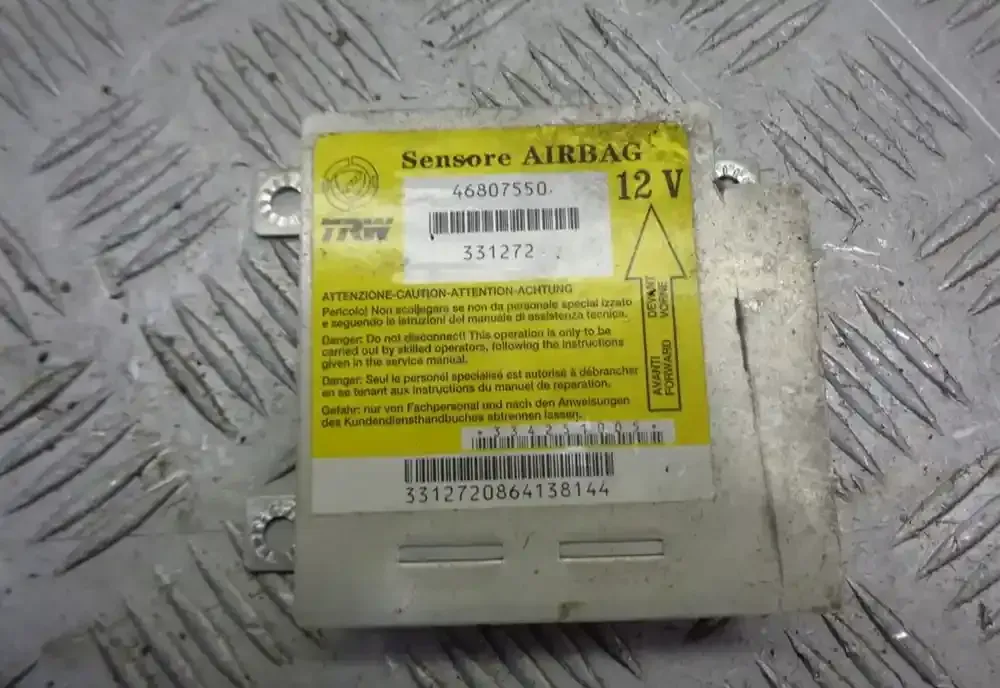 Sensore AIRBAG
12 V
46807550
TRW
331272
ATTENZIONE-CAUTION-ATTENTION-ACHTUNG
Pericolo! Non scollegare se non da personale specializzato
e seguendo le istruzioni del manuale di assistenza tecnica.
Danger: Do not disconnect! This operation is only to be
carried out by skilled operators, following the instructions
given in the service manual.
Danger: Seul le personél specialisé est autorisé à débrancher
en se tenant aux instructions du manuel de reparation.
Gefahr: nur von Fachpersonal und nach den Anweisungen
des Kundendiensthandbuches abtrennen lassen.
AVANTI DEVANT
FORWARD VORNE
3312720864138144